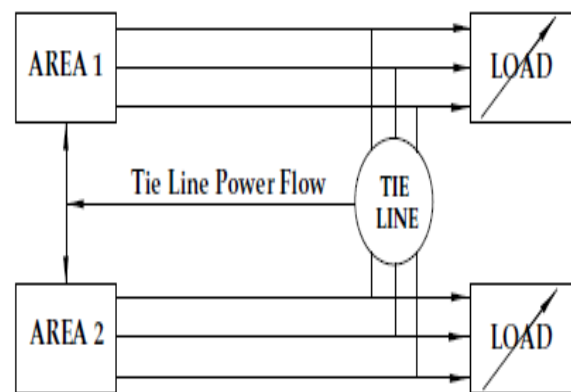 AREA 1
LOAD
Tie Line Power Flow
TIE
LINE
AREA 2
LOAD